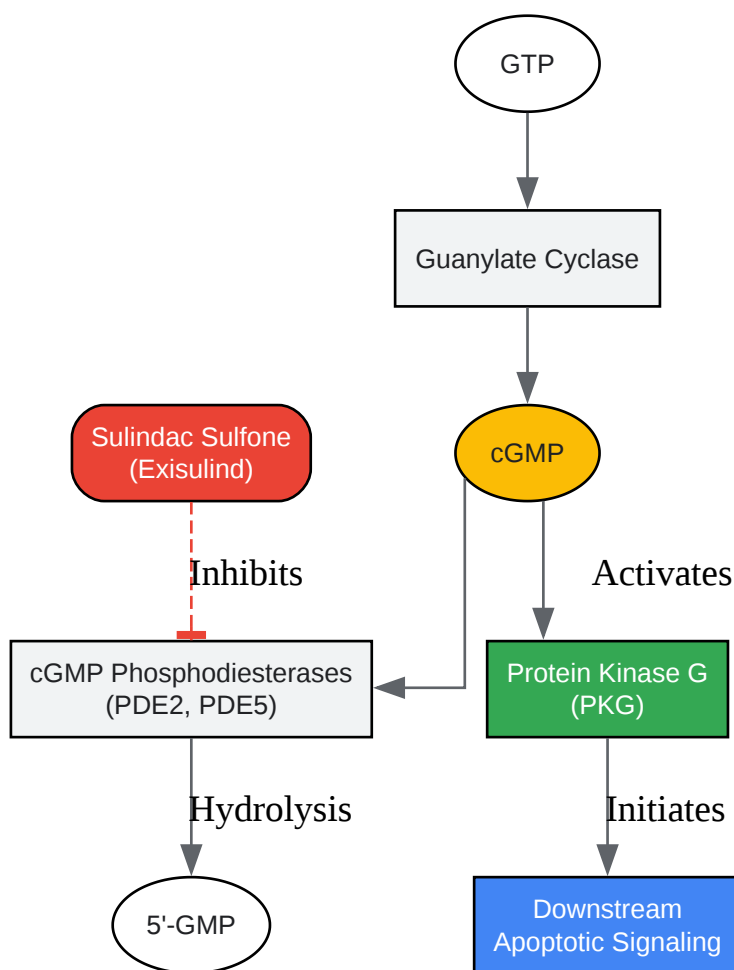 GTP
Guanylate Cyclase
Sulindac Sulfone
(Exisulind)
cGMP
Inhibits
Activates
cGMP Phosphodiesterases
(PDE2, PDE5)
Protein Kinase G
(PKG)
Hydrolysis
Initiates
5'-GMP
Downstream
Apoptotic Signaling